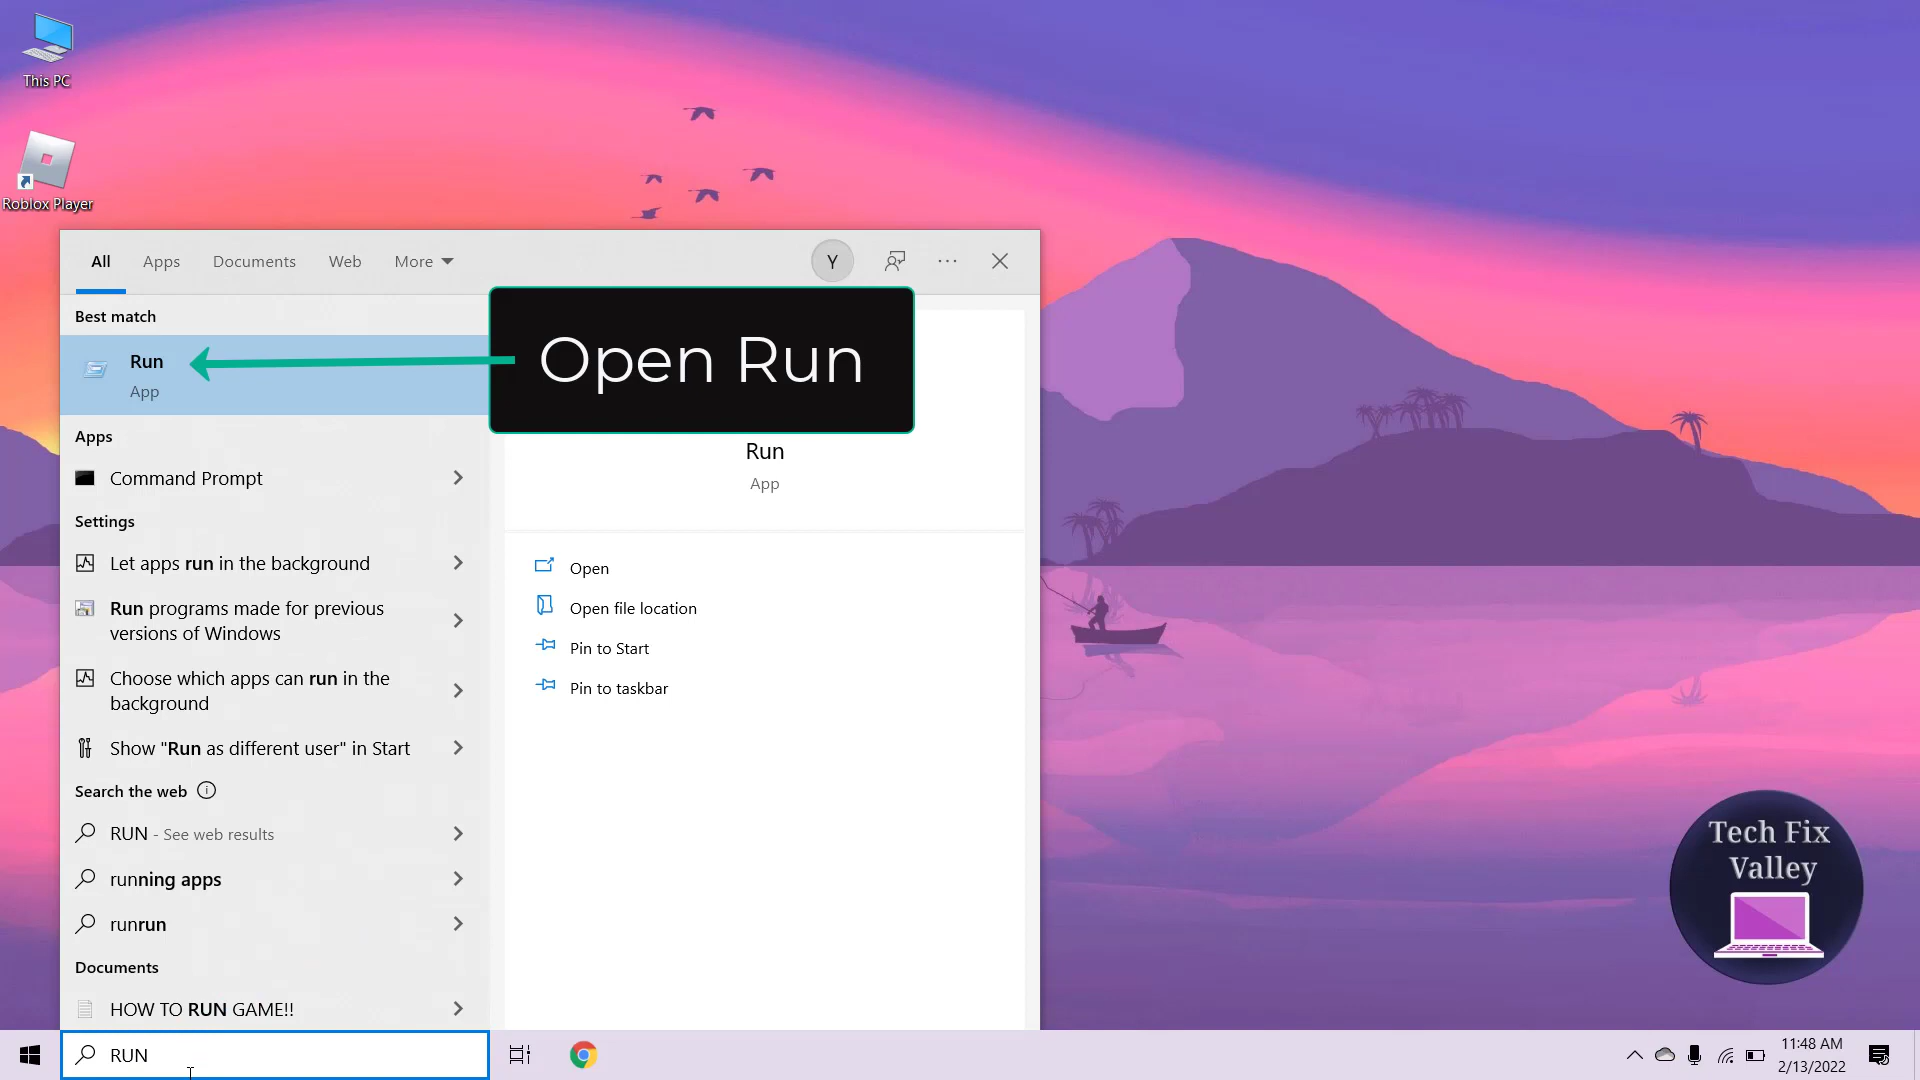 This PC
Roblox Player
All Apps Documents Web More Y
Best match
Run
App
Open Run
Run
App
Apps
Command Prompt
Settings
Let apps run in the background
Run programs made for previous
versions of Windows
Choose which apps can run in the
background
Show "Run as different user" in Start
Search the web
RUN - See web results
running apps
runrun
Documents
HOW TO RUN GAME!!
Open
Open file location
Pin to Start
Pin to taskbar
Tech Fix
Valley
RUN
11:48 AM
2/13/2022